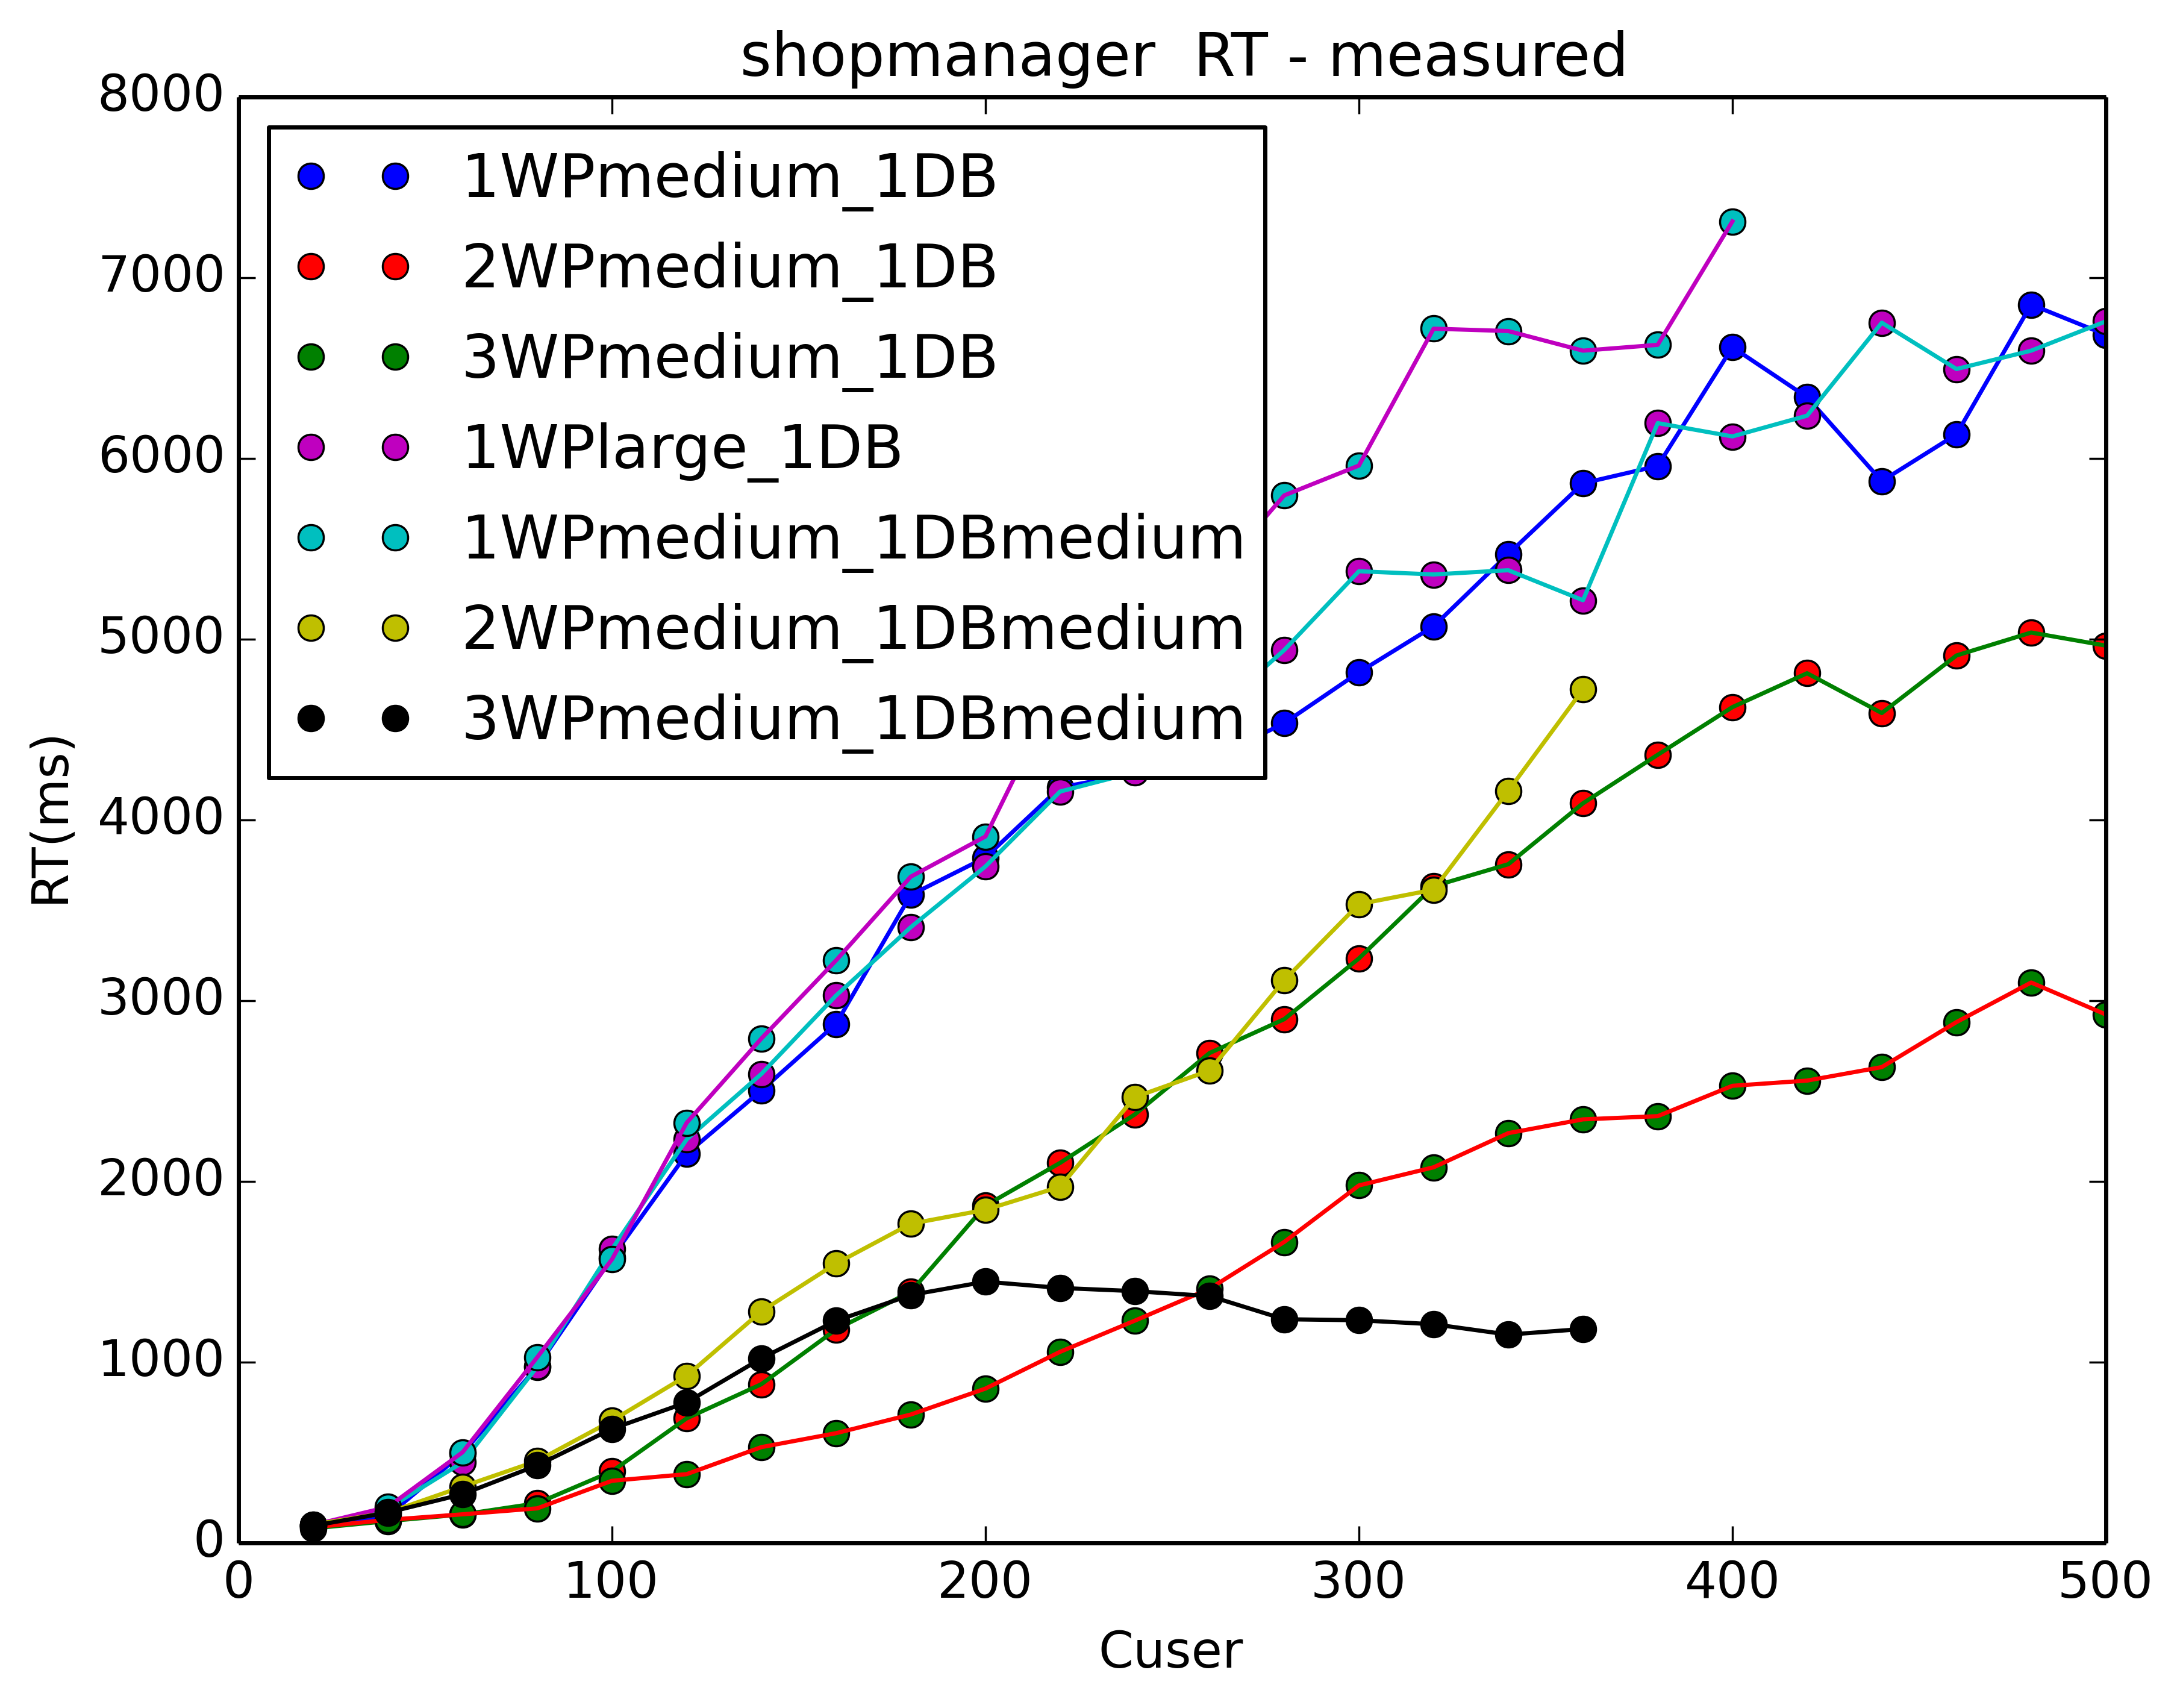 shopmanager  RT - measured
8000
7000
6000
5000
4000
3000
2000
1000
0
RT(ms)
1WPmedium_1DB
2WPmedium_1DB
3WPmedium_1DB
1WPlarge_1DB
1WPmedium_1DBmedium
2WPmedium_1DBmedium
3WPmedium_1DBmedium
0 100 200 300 400 500
Cuser